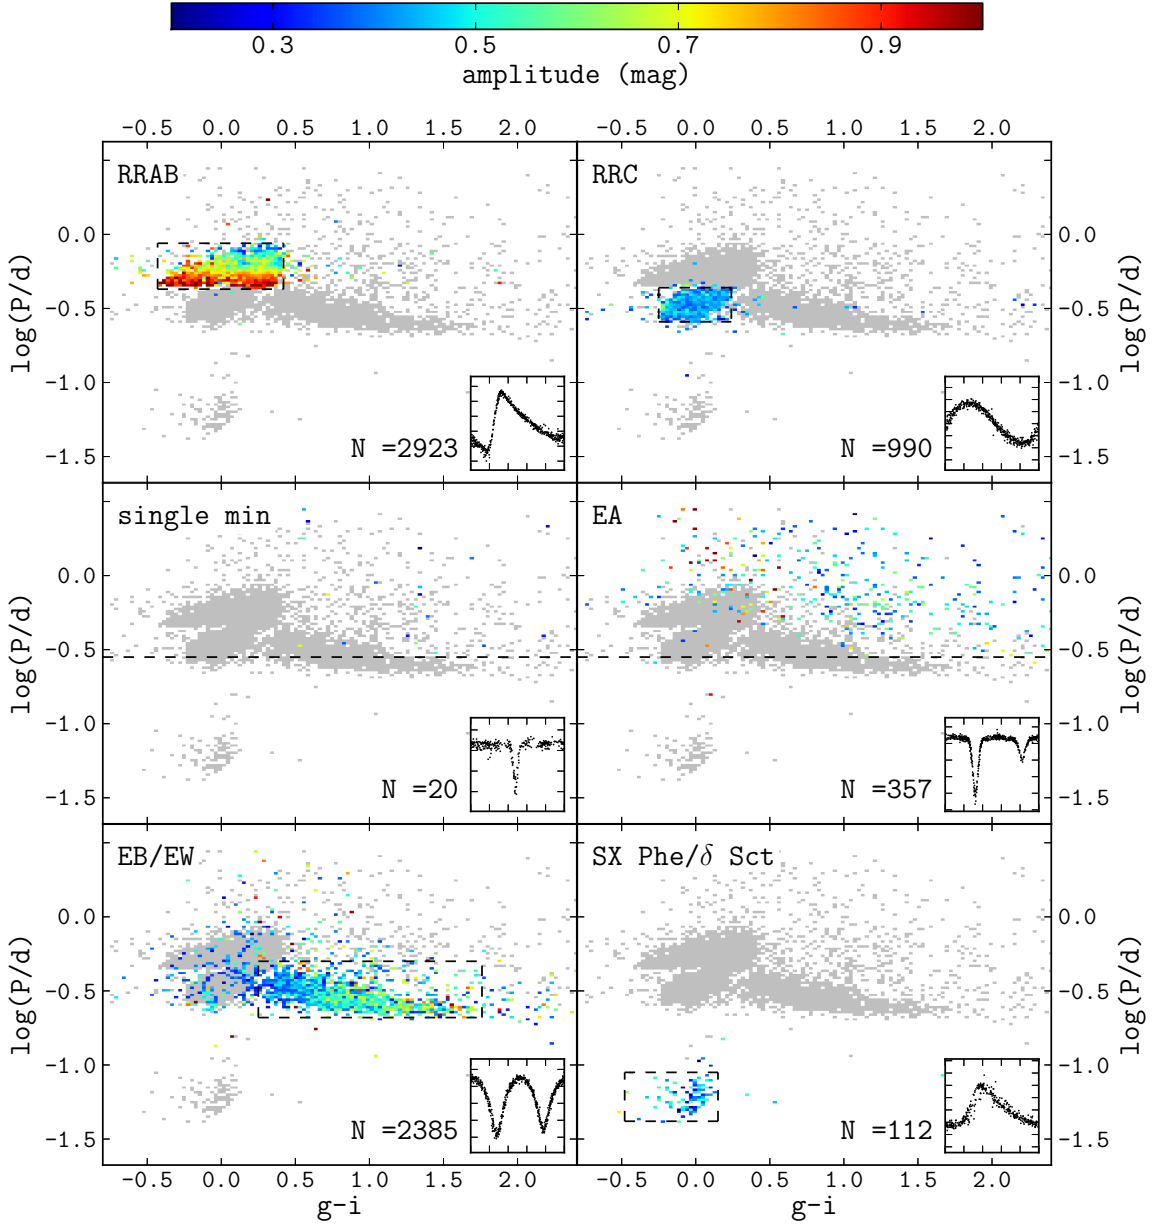 0.3 0.5 0.7 0.9
amplitude (mag)
−0.5 0.0 0.5 1.0 1.5 2.0
−0.5 0.0 0.5 1.0 1.5 2.0
RRAB
N =2923
RRC
N =990
0.0
−0.5
−1.0
−1.5
log(P/d)
0.0
−0.5
−1.0
−1.5
log(P/d)
single min
N =20
EA
N =357
0.0
−0.5
−1.0
−1.5
log(P/d)
0.0
−0.5
−1.0
−1.5
log(P/d)
EB/EW
N =2385
SX Phe/δ Sct
N =112
0.0
−0.5
−1.0
−1.5
log(P/d)
0.0
−0.5
−1.0
−1.5
log(P/d)
−0.5 0.0 0.5 1.0 1.5 2.0
g-i
−0.5 0.0 0.5 1.0 1.5 2.0
g-i